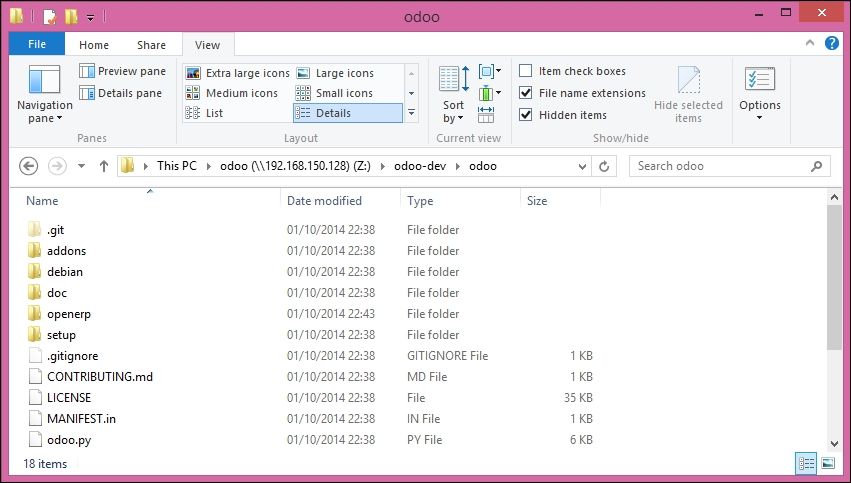 odoo
File Home Share View
Preview pane
Details pane
Navigation pane
Panes
Extra large icons Large icons
Medium icons Small icons
List Details
Layout
Sort by
Current view
Item check boxes
File name extensions
Hidden items
Hide selected items
Show/hide
Options
This PC odoo (\\192.168.150.128) (Z:) odoo-dev odoo Search odoo
Name Date modified Type Size
.git 01/10/2014 22:38 File folder
addons 01/10/2014 22:38 File folder
debian 01/10/2014 22:38 File folder
doc 01/10/2014 22:38 File folder
openerp 01/10/2014 22:43 File folder
setup 01/10/2014 22:38 File folder
.gitignore 01/10/2014 22:38 GITIGNORE File 1 KB
CONTRIBUTING.md 01/10/2014 22:38 MD File 1 KB
LICENSE 01/10/2014 22:38 File 35 KB
MANIFEST.in 01/10/2014 22:38 IN File 1 KB
odoo.py 01/10/2014 22:38 PY File 6 KB
18 items